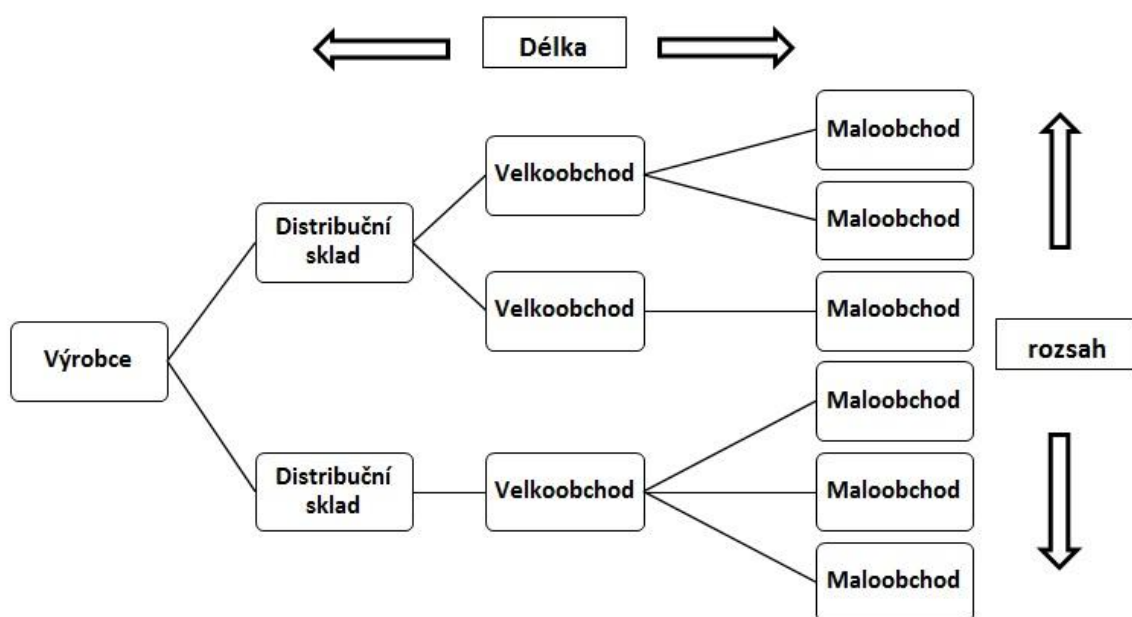 Délka
Maloobchod
Velkoobchod
Maloobchod
Distribuční
sklad
Velkoobchod
Maloobchod
Výrobce
rozsah
Maloobchod
Distribuční
sklad
Velkoobchod
Maloobchod
Maloobchod